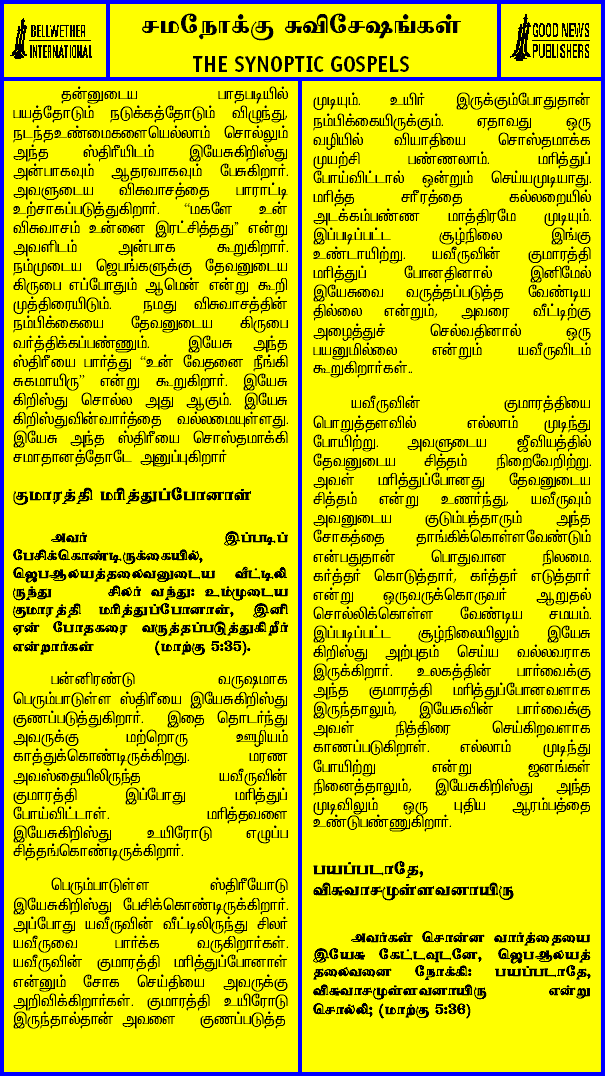 BELLWETHER
INTERNATIONAL
சமநோக்கு சுவிசேஷங்கள்
THE SYNOPTIC GOSPELS
GOOD NEWS
PUBLISHERS
தன்னுடைய பாதபடியில்
பயத்தோடும் நடுக்கத்தோடும் விழுந்து,
நடந்தஉண்மைகளையெல்லாம் சொல்லும்
அந்த ஸ்திரீயிடம் இயேசுகிறிஸ்து
அன்பாகவும் ஆதரவாகவும் பேசுகிறார்.
அவளுடைய விசுவாசத்தை பாராட்டி
உற்சாகப்படுத்துகிறார். “மகளே உன்
விசுவாசம் உன்னை இரட்சித்தது” என்று
அவளிடம் அன்பாக கூறுகிறார்.
நம்முடைய ஜெபங்களுக்கு தேவனுடைய
கிருபை எப்போதும் ஆமென் என்று கூறி
முத்திரையிடும். நமது விசுவாசத்தின்
நம்பிக்கையை தேவனுடைய கிருபை
வர்த்திக்கப்பண்ணும். இயேசு அந்த
ஸ்திரீயை பார்த்து “உன் வேதனை நீங்கி
சுகமாயிரு” என்று கூறுகிறார். இயேசு
கிறிஸ்து சொல்ல அது ஆகும். இயேசு
கிறிஸ்துவின்வார்த்தை வல்லமையுள்ளது.
இயேசு அந்த ஸ்திரீயை சொஸ்தமாக்கி
சமாதானத்தோடே அனுப்புகிறார்
குமாரத்தி மரித்துப்போனாள்
அவர் இப்படிப்
பேசிக்கொண்டிருக்கையில்,
ஜெபஆலயத்தலைவனுடைய வீட்டிலி
ருந்து சிலர் வந்து: உம்முடைய
குமாரத்தி மரித்துப்போனாள், இனி
ஏன் போதகரை வருத்தப்படுத்துகிறீர்
என்றார்கள் (மாற்கு 5:35).
பன்னிரண்டு வருஷமாக
பெரும்பாடுள்ள ஸ்திரீயை இயேசுகிறிஸ்து
குணப்படுத்துகிறார். இதை தொடர்ந்து
அவருக்கு மற்றொரு ஊழியம்
காத்துக்கொண்டிருக்கிறது. மரண
அவஸ்தையிலிருந்த யவீருவின்
குமாரத்தி இப்போது மரித்துப்
போய்விட்டாள். மரித்தவளை
இயேசுகிறிஸ்து உயிரோடு எழுப்ப
சித்தங்கொண்டிருக்கிறார்.
பெரும்பாடுள்ள ஸ்திரீயோடு
இயேசுகிறிஸ்து பேசிக்கொண்டிருக்கிறார்.
அப்போது யவீருவின் வீட்டிலிருந்து சிலர்
யவீருவை பார்க்க வருகிறார்கள்.
யவீருவின் குமாரத்தி மரித்துப்போனாள்
என்னும் சோக செய்தியை அவருக்கு
அறிவிக்கிறார்கள். குமாரத்தி உயிரோடு
இருந்தால்தான் அவளை குணப்படுத்த
முடியும். உயிர் இருக்கும்போதுதான்
நம்பிக்கையிருக்கும். ஏதாவது ஒரு
வழியில் வியாதியை சொஸ்தமாக்க
முயற்சி பண்ணலாம். மரித்துப்
போய்விட்டால் ஒன்றும் செய்யமுடியாது.
மரித்த சரீரத்தை கல்லறையில்
அடக்கம்பண்ண மாத்திரமே முடியும்.
இப்படிப்பட்ட சூழ்நிலை இங்கு
உண்டாயிற்று. யவீருவின் குமாரத்தி
மரித்துப் போனதினால் இனிமேல்
இயேசுவை வருத்தப்படுத்த வேண்டிய
தில்லை என்றும், அவரை வீட்டிற்கு
அழைத்துச் செல்வதினால் ஒரு
பயனுமில்லை என்றும் யவீருவிடம்
கூறுகிறார்கள்..
யவீருவின் குமாரத்தியை
பொறுத்தளவில் எல்லாம் முடிந்து
போயிற்று. அவளுடைய ஜீவியத்தில்
தேவனுடைய சித்தம் நிறைவேறிற்று.
அவள் மரித்துபோனது தேவனுடைய
சித்தம் என்று உணர்ந்து, யவீருவும்
அவனுடைய குடும்பத்தாரும் அந்த
சோகத்தை தாங்கிக்கொள்ளவேண்டும்
என்பதுதான் பொதுவான நிலமை.
கர்த்தர் கொடுத்தார், கர்த்தர் எடுத்தார்
என்று ஒருவருக்கொருவர் ஆறுதல்
சொல்லிக்கொள்ள வேண்டிய சமயம்.
இப்படிப்பட்ட சூழ்நிலையிலும் இயேசு
கிறிஸ்து அற்புதம் செய்ய வல்லவராக
இருக்கிறார். உலகத்தின் பார்வைக்கு
அந்த குமாரத்தி மரித்துப்போனவளாக
இருந்தாலும், இயேசுவின் பார்வைக்கு
அவள் நித்திரை செய்கிறவளாக
காணப்படுகிறாள். எல்லாம் முடிந்து
போயிற்று என்று ஜனங்கள்
நினைத்தாலும், இயேசுகிறிஸ்து அந்த
முடிவிலும் ஒரு புதிய ஆரம்பத்தை
உண்டுபண்ணுகிறார்.
பயப்படாதே,
விசுவாசமுள்ளவனாயிரு
அவர்கள் சொன்ன வார்த்தையை
இயேசு கேட்டவுடனே, ஜெபஆலயத்
தலைவனை நோக்கி: பயப்படாதே,
விசுவாசமுள்ளவனாயிரு என்று
சொல்லி; (மாற்கு 5:36)